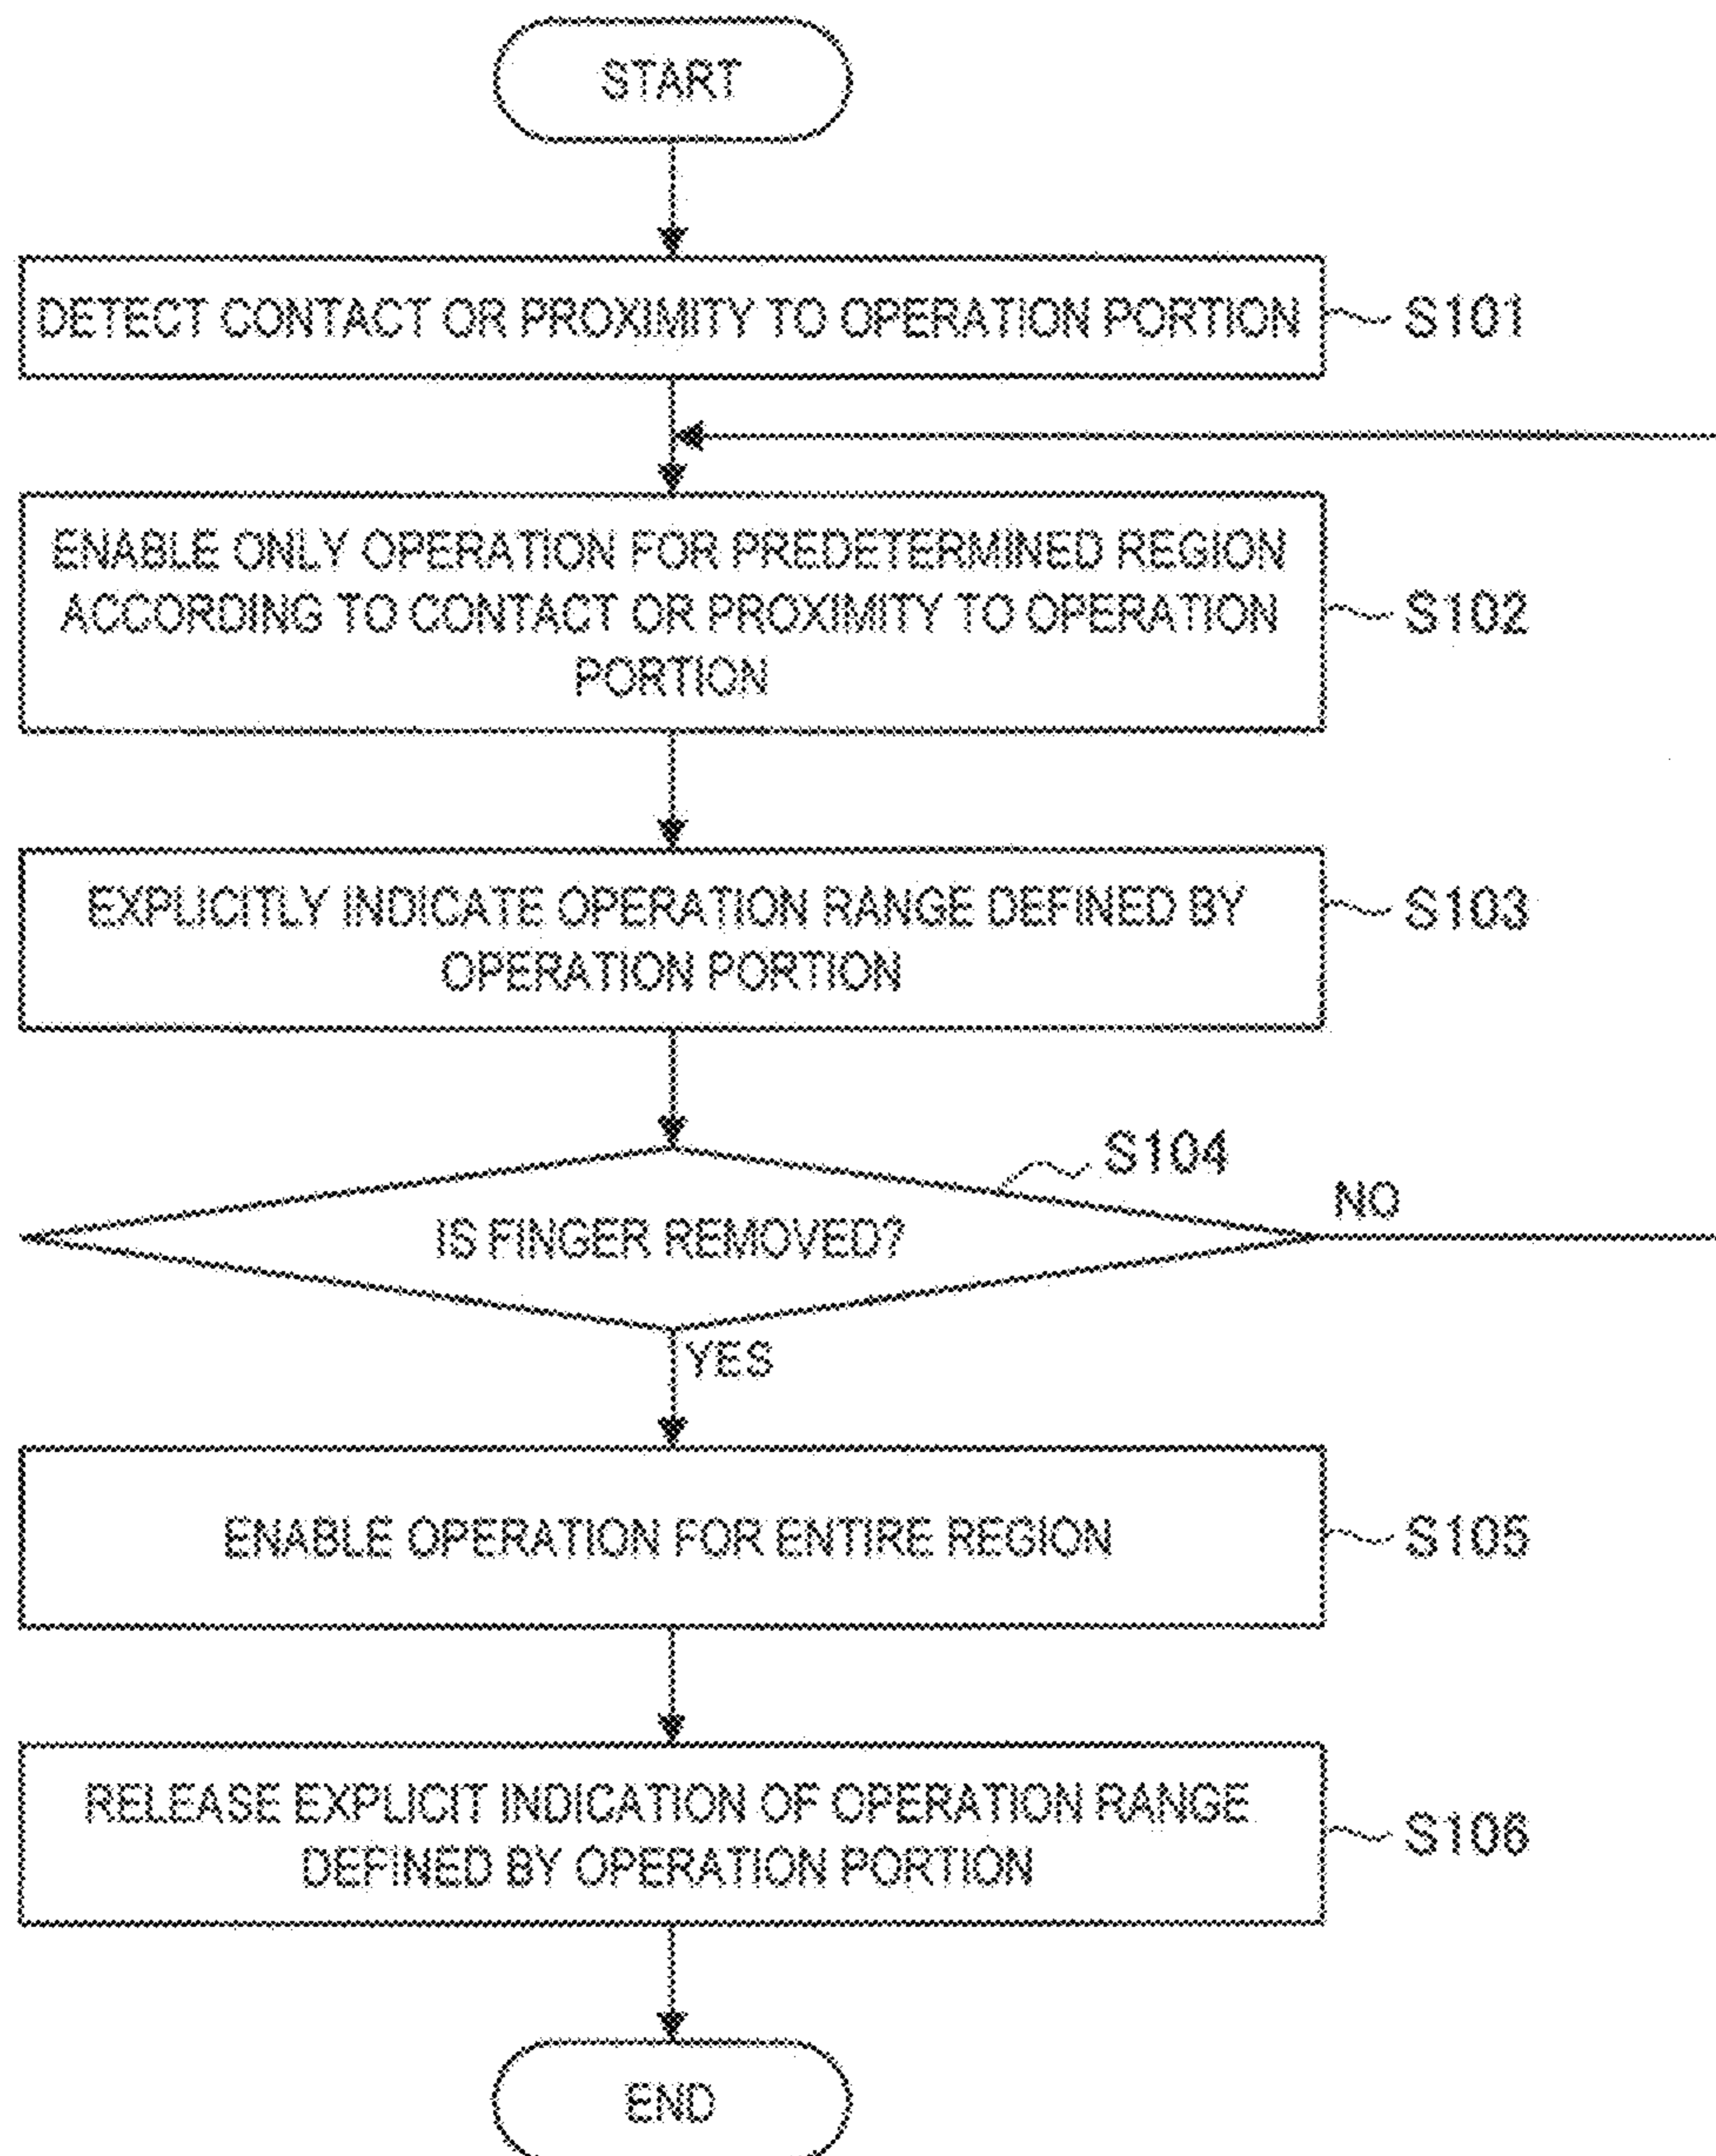 START
DETECT CONTACT OR PROXIMITY TO OPERATION PORTION
S101
ENABLE ONLY OPERATION FOR PREDETERMINED REGION
ACCORDING TO CONTACT OR PROXIMITY TO OPERATION
PORTION
S102
EXPLICITLY INDICATE OPERATION RANGE DEFINED BY
OPERATION PORTION
S103
S104
IS FINGER REMOVED?
NO
YES
ENABLE OPERATION FOR ENTIRE REGION
S105
RELEASE EXPLICIT INDICATION OF OPERATION RANGE
DEFINED BY OPERATION PORTION
S106
END